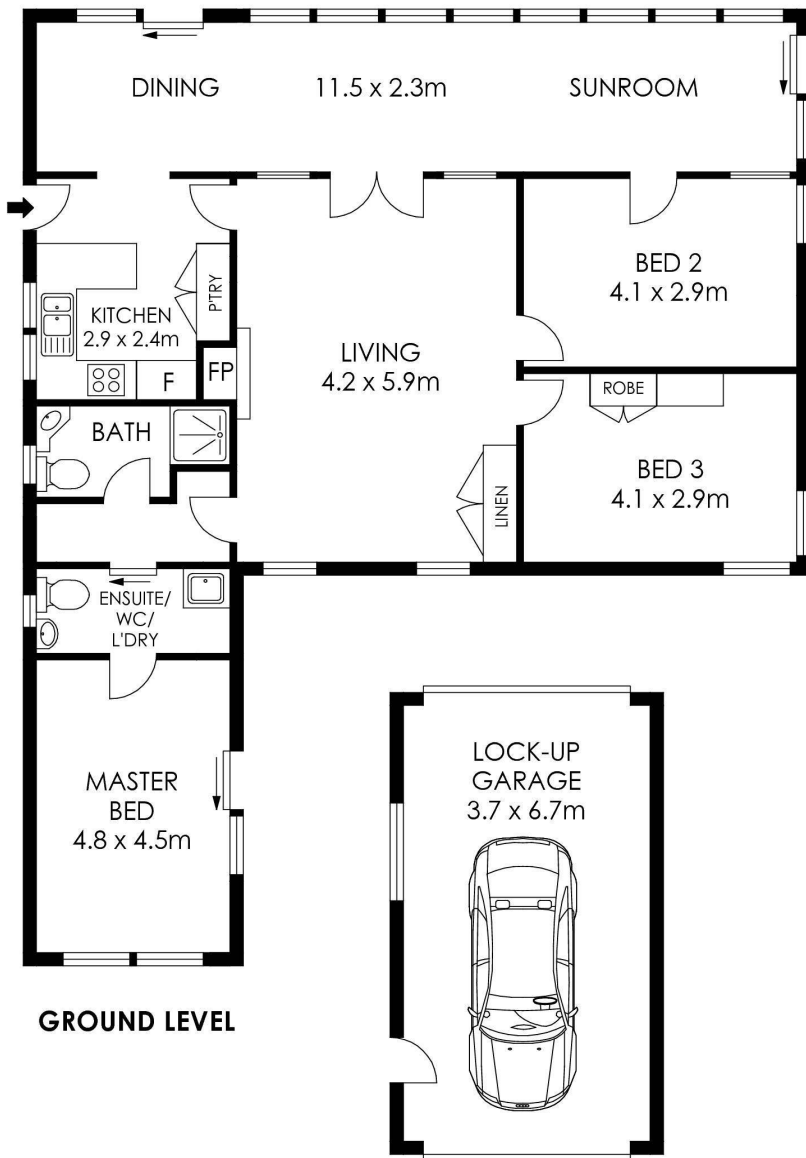 DINING
11.5 x 2.3m
SUNROOM
KITCHEN
2.9 x 2.4m
P'TRY
F
FP
LIVING
4.2 x 5.9m
BED 2
4.1 x 2.9m
ROBE
BED 3
4.1 x 2.9m
LINEN
BATH
ENSUITE/
WC/
L'DRY
MASTER
BED
4.8 x 4.5m
LOCK-UP
GARAGE
3.7 x 6.7m
GROUND LEVEL